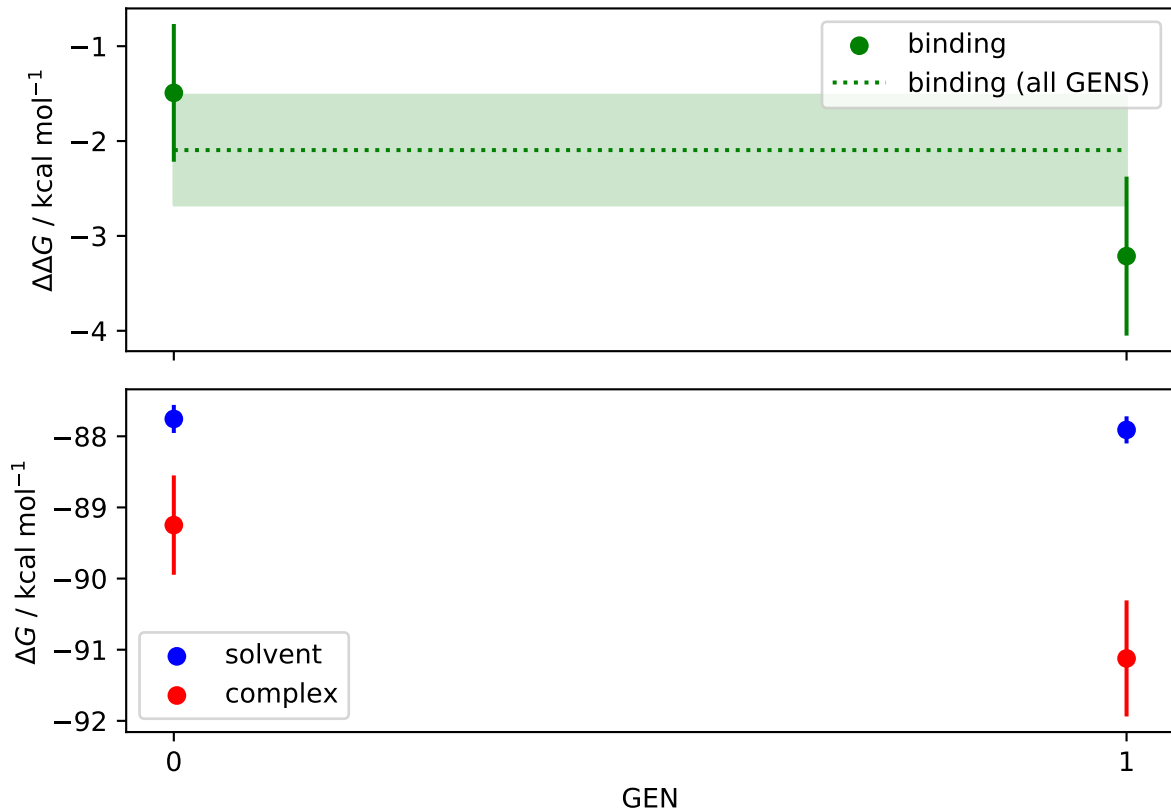 −1
−2
−3
−4
ΔΔG / kcal mol⁻¹
binding
binding (all GENS)
−88
−89
−90
−91
−92
ΔG / kcal mol⁻¹
solvent
complex
0
1
GEN